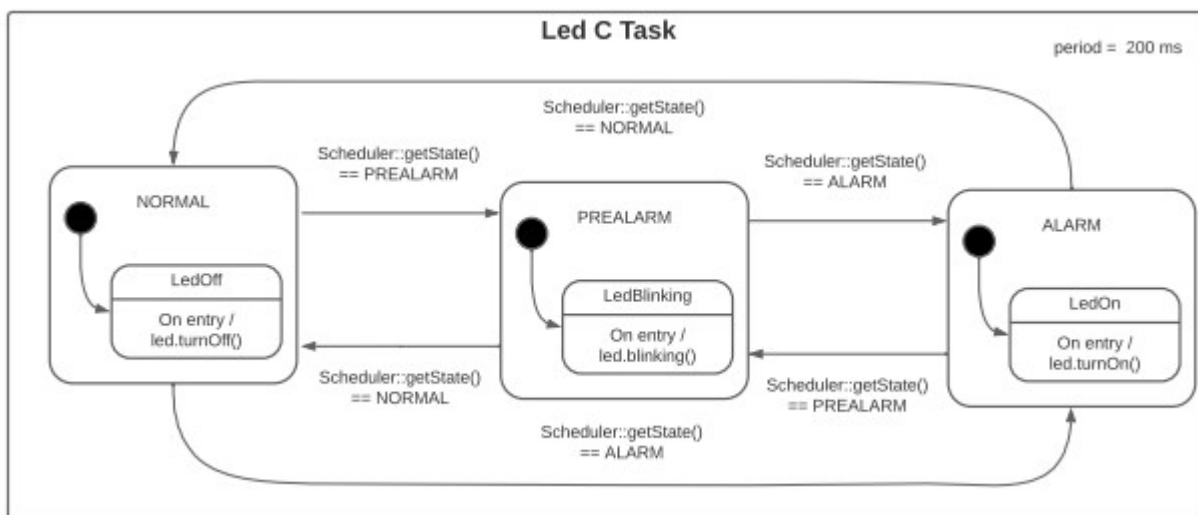 Led C Task
period = 200 ms
Scheduler::getState()
== NORMAL
Scheduler::getState()
== PREALARM
Scheduler::getState()
== ALARM
NORMAL
PREALARM
ALARM
LedOff
On entry /
led.turnOff()
LedBlinking
On entry /
led.blinking()
LedOn
On entry /
led.turnOn()
Scheduler::getState()
== NORMAL
Scheduler::getState()
== PREALARM
Scheduler::getState()
== ALARM